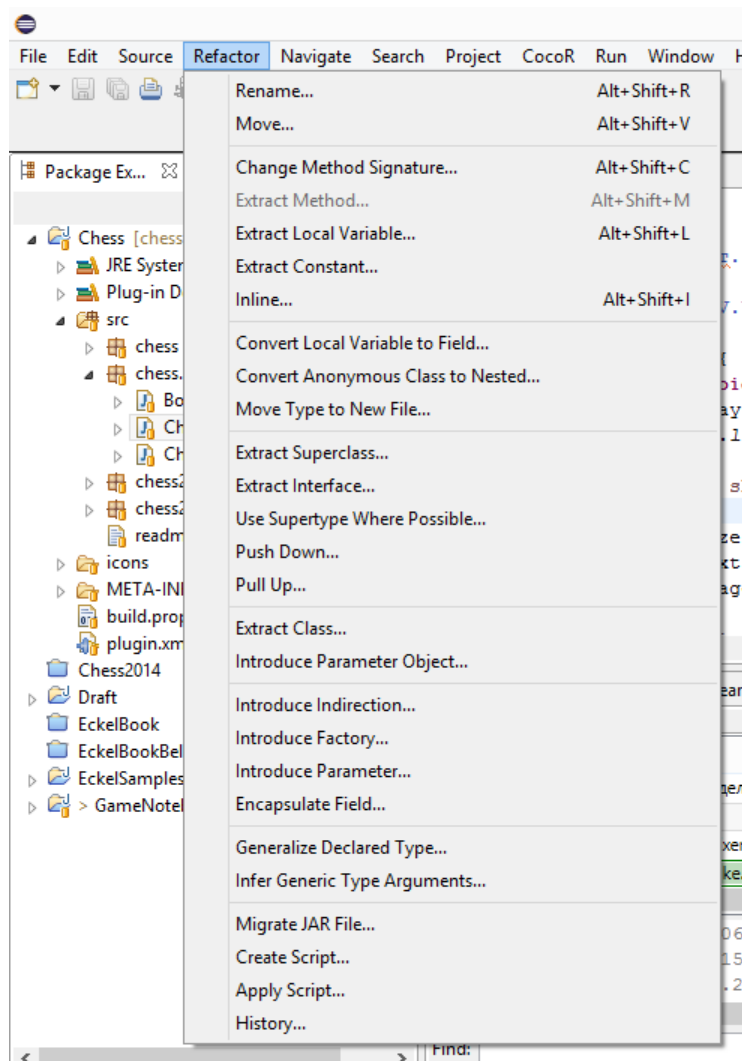 File Edit Source Refactor Navigate Search Project CocoR Run Window
Rename... Alt+Shift+R
Move... Alt+Shift+V
Change Method Signature... Alt+Shift+C
Extract Method... Alt+Shift+M
Extract Local Variable... Alt+Shift+L
Extract Constant...
Inline... Alt+Shift+I
Convert Local Variable to Field...
Convert Anonymous Class to Nested...
Move Type to New File...
Extract Superclass...
Extract Interface...
Use Supertype Where Possible...
Push Down...
Pull Up...
Extract Class...
Introduce Parameter Object...
Introduce Indirection...
Introduce Factory...
Introduce Parameter...
Encapsulate Field...
Generalize Declared Type...
Infer Generic Type Arguments...
Migrate JAR File...
Create Script...
Apply Script...
History...
Package Ex...
Chess [chess
JRE Syster
Plug-in D
src
chess
chess.
Bo
Ch
Ch
chess2
chess2
readm
icons
META-INI
build.prop
plugin.xm
Chess2014
Draft
EckelBook
EckelBookBel
EckelSamples
> GameNotel
Find: